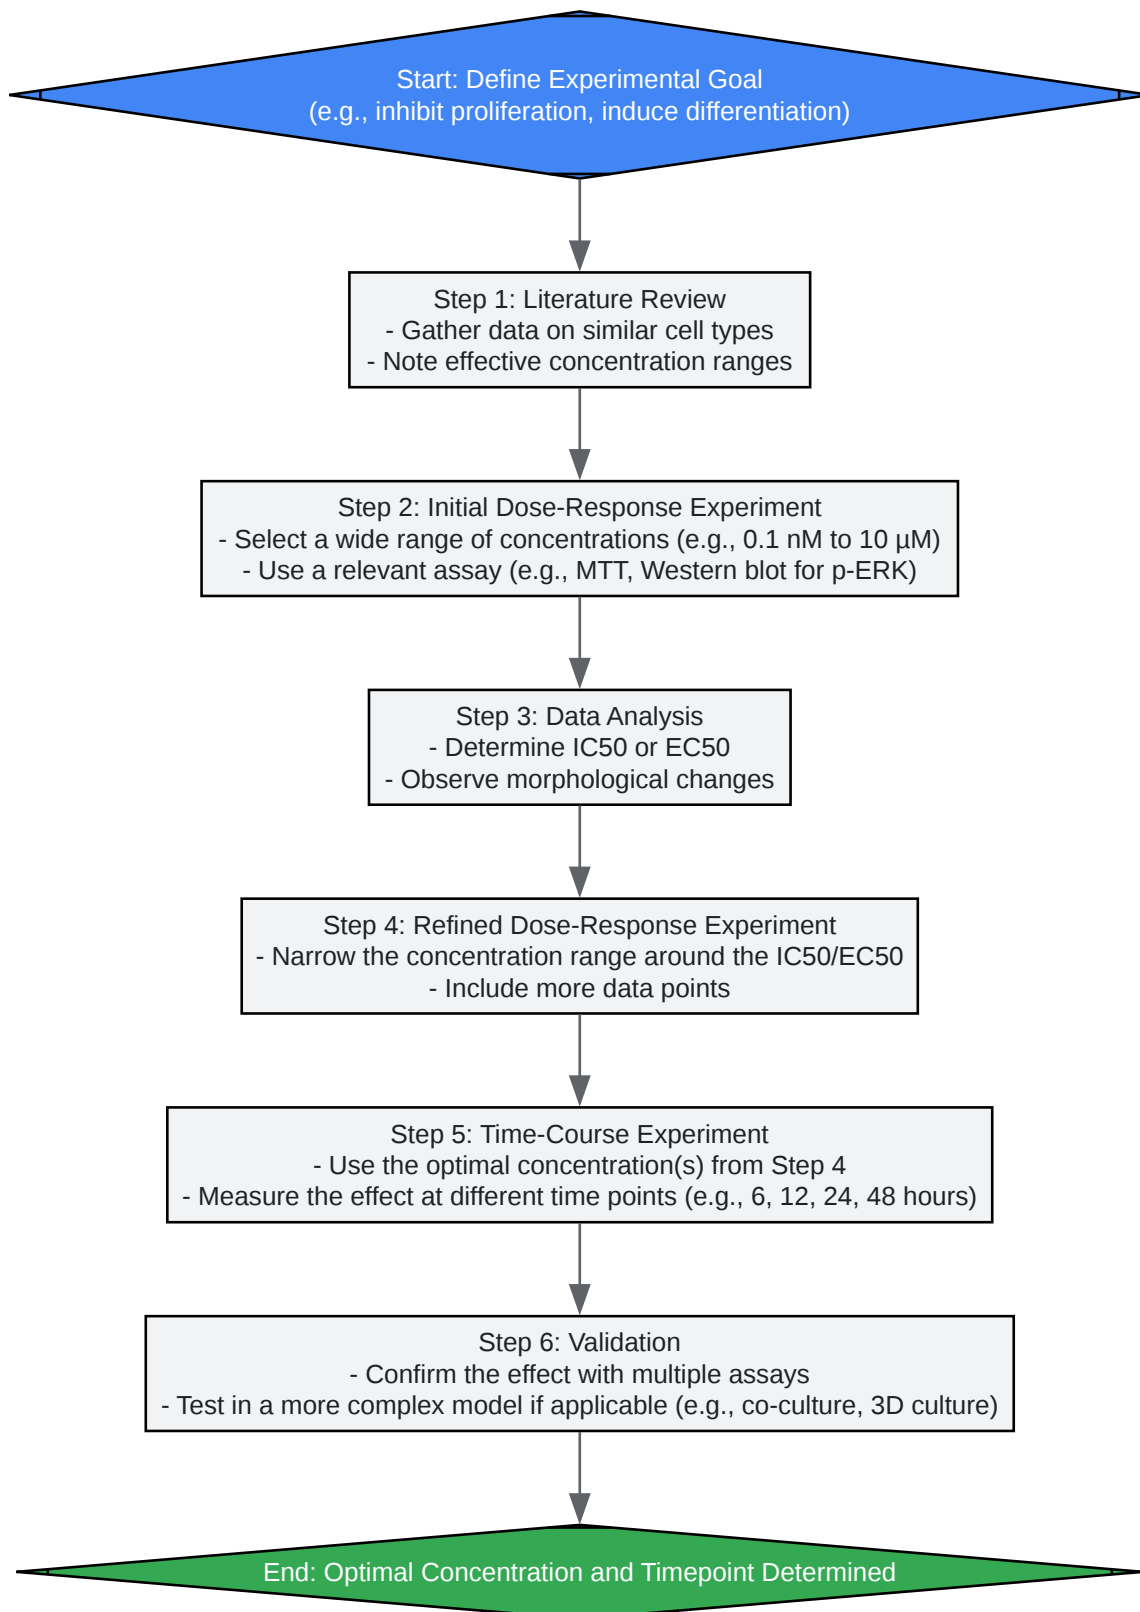 Start: Define Experimental Goal
(e.g., inhibit proliferation, induce differentiation)
Step 1: Literature Review
- Gather data on similar cell types
- Note effective concentration ranges
Step 2: Initial Dose-Response Experiment
- Select a wide range of concentrations (e.g., 0.1 nM to 10 µM)
- Use a relevant assay (e.g., MTT, Western blot for p-ERK)
Step 3: Data Analysis
- Determine IC50 or EC50
- Observe morphological changes
Step 4: Refined Dose-Response Experiment
- Narrow the concentration range around the IC50/EC50
- Include more data points
Step 5: Time-Course Experiment
- Use the optimal concentration(s) from Step 4
- Measure the effect at different time points (e.g., 6, 12, 24, 48 hours)
Step 6: Validation
- Confirm the effect with multiple assays
- Test in a more complex model if applicable (e.g., co-culture, 3D culture)
End: Optimal Concentration and Timepoint Determined